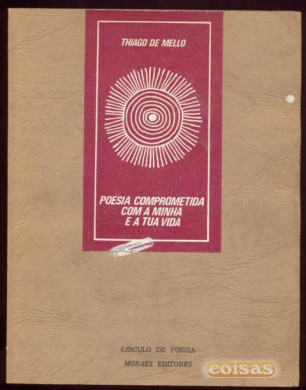 THIAGO DE MELLO
POESIA COMPROMETIDA
COM A MINHA
E A TUA VIDA
CÍRCULO DE POESIA
MORAES EDITORES
coisas